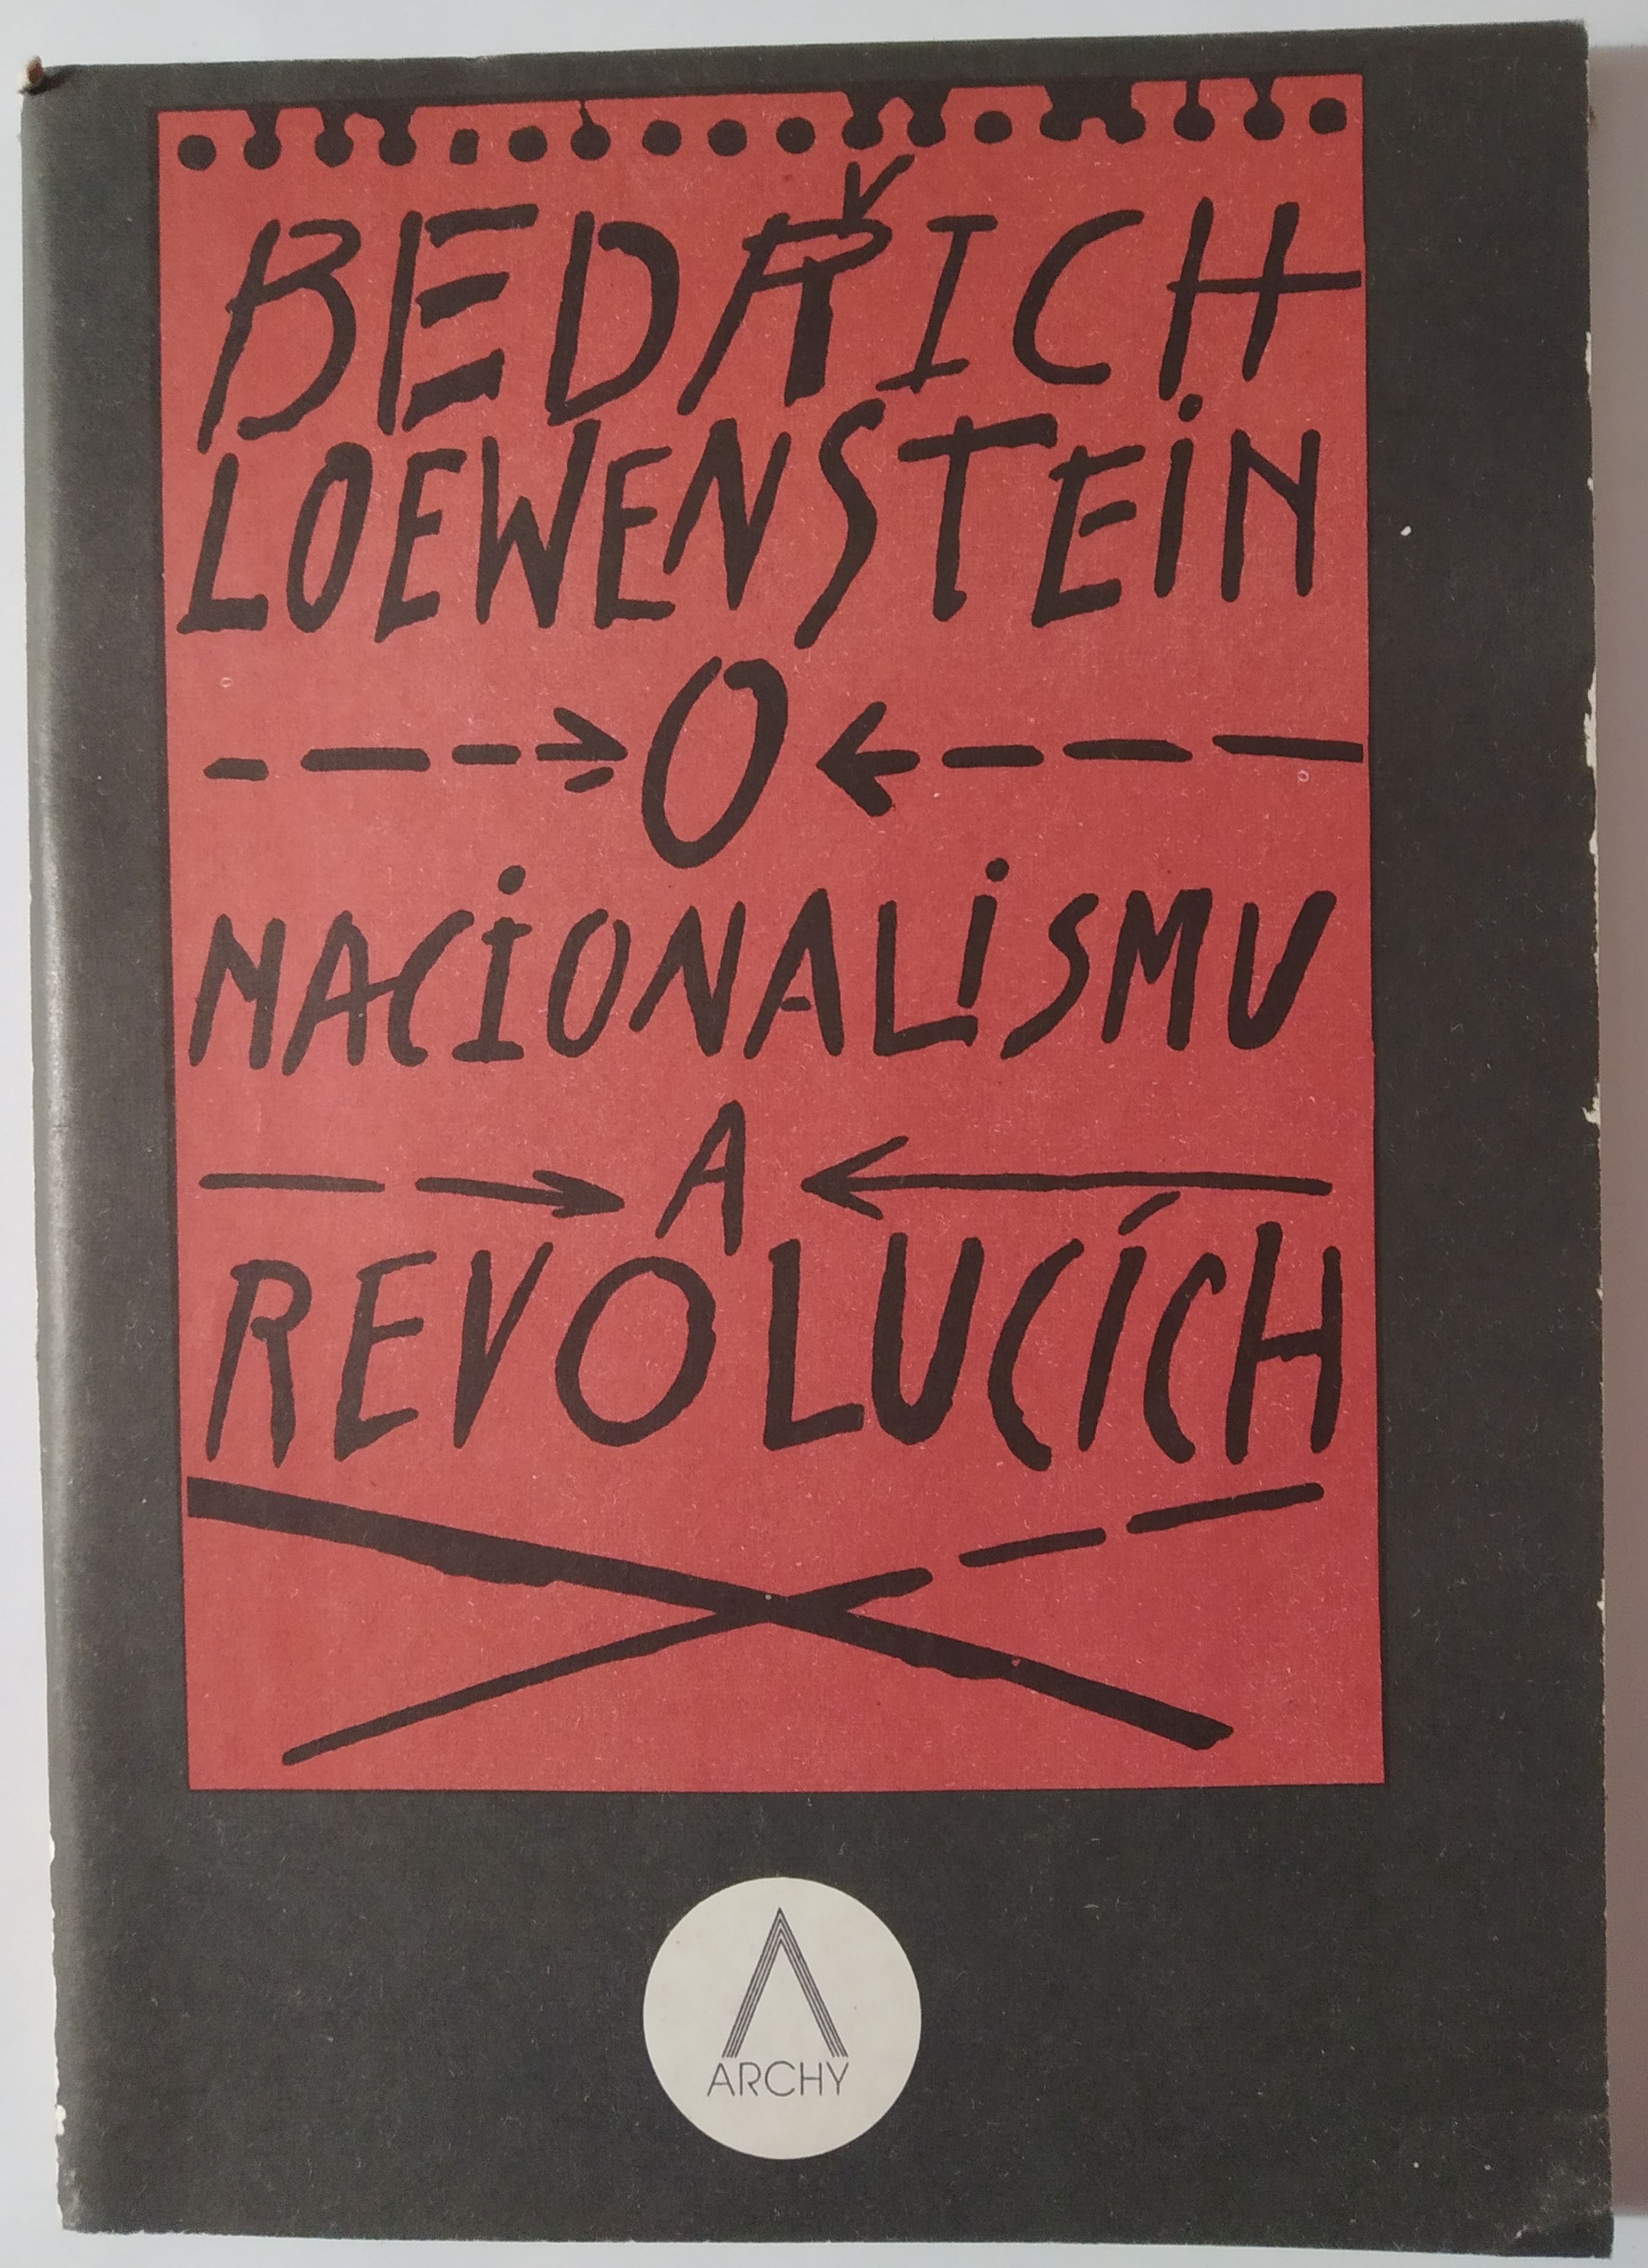 BEDŘICH
LOEWENSTEIN
O
NACIONALISMU
A
REVOLUCÍCH
ARCHY